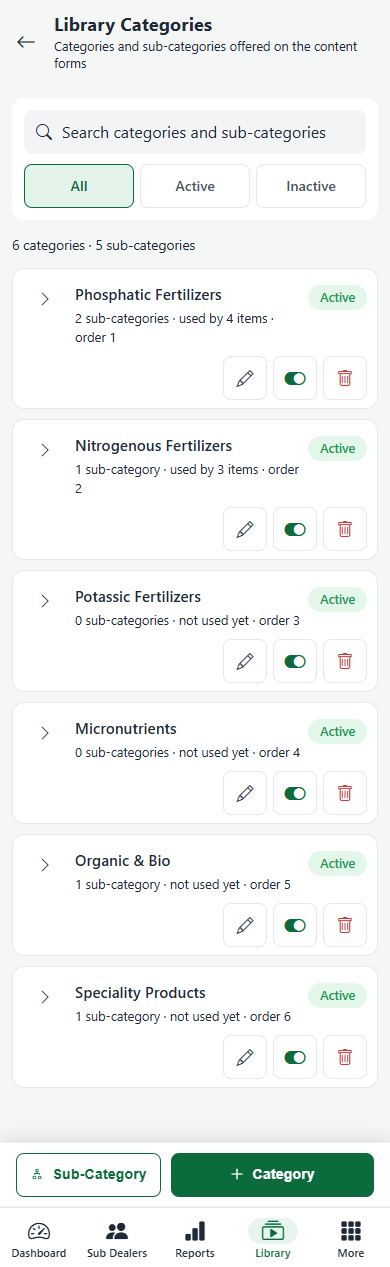 Library Categories
Categories and sub-categories offered on the content
forms
Search categories and sub-categories
All
Active
Inactive
6 categories · 5 sub-categories
Phosphatic Fertilizers
Active
2 sub-categories · used by 4 items ·
order 1
Nitrogenous Fertilizers
Active
1 sub-category · used by 3 items · order
2
Potassic Fertilizers
Active
0 sub-categories · not used yet · order 3
Micronutrients
Active
0 sub-categories · not used yet · order 4
Organic & Bio
Active
1 sub-category · not used yet · order 5
Speciality Products
Active
1 sub-category · not used yet · order 6
Sub-Category
+ Category
Dashboard
Sub Dealers
Reports
Library
More